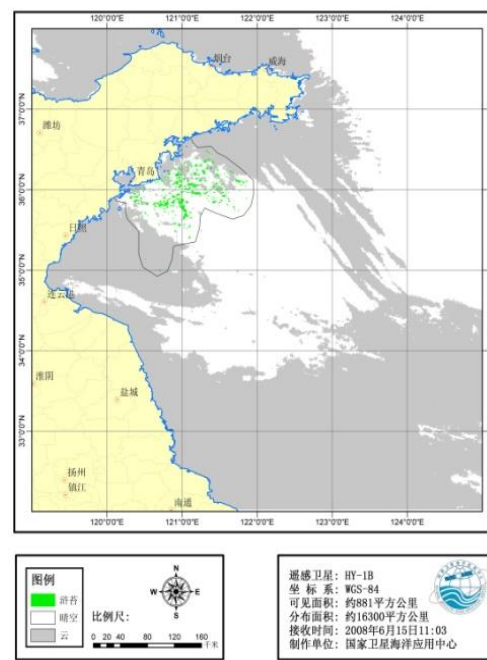 120°0'0"E 121°0'0"E 122°0'0"E 123°0'0"E 124°0'0"E
烟台
威海
37°0'0"N
潍坊
青岛
36°0'0"N
日照
35°0'0"N
连云港
34°0'0"N
淮阴
盐城
33°0'0"N
扬州
镇江
南通
120°0'0"E 121°0'0"E 122°0'0"E 123°0'0"E 124°0'0"E
图例
浒苔
晴空
云
N
W E
S
比例尺:
0 20 40 80 120 160
千米
遥感卫星: HY-1B
坐 标 系: WGS-84
可见面积: 约881平方公里
分布面积: 约16300平方公里
接收时间: 2008年6月15日11:03
制作单位: 国家卫星海洋应用中心